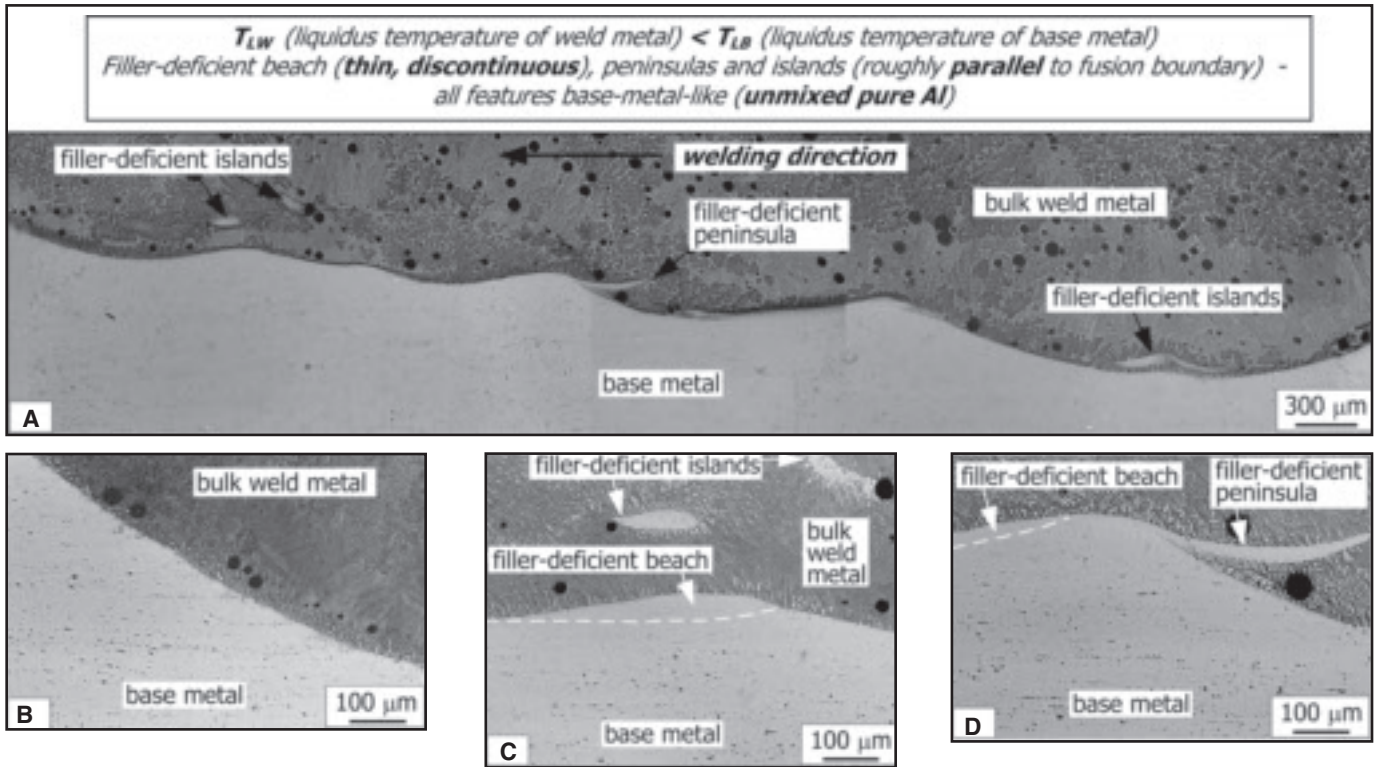 T_LW (liquidus temperature of weld metal) < T_LB (liquidus temperature of base metal)
Filler-deficient beach (thin, discontinuous), peninsulas and islands (roughly parallel to fusion boundary) -
all features base-metal-like (unmixed pure Al)
filler-deficient islands
welding direction
filler-deficient
peninsula
bulk weld metal
filler-deficient islands
base metal
300 µm
A
bulk weld metal
base metal
100 µm
B
filler-deficient islands
bulk
weld
metal
filler-deficient beach
base metal
100 µm
C
filler-deficient beach
filler-deficient
peninsula
base metal
100 µm
D